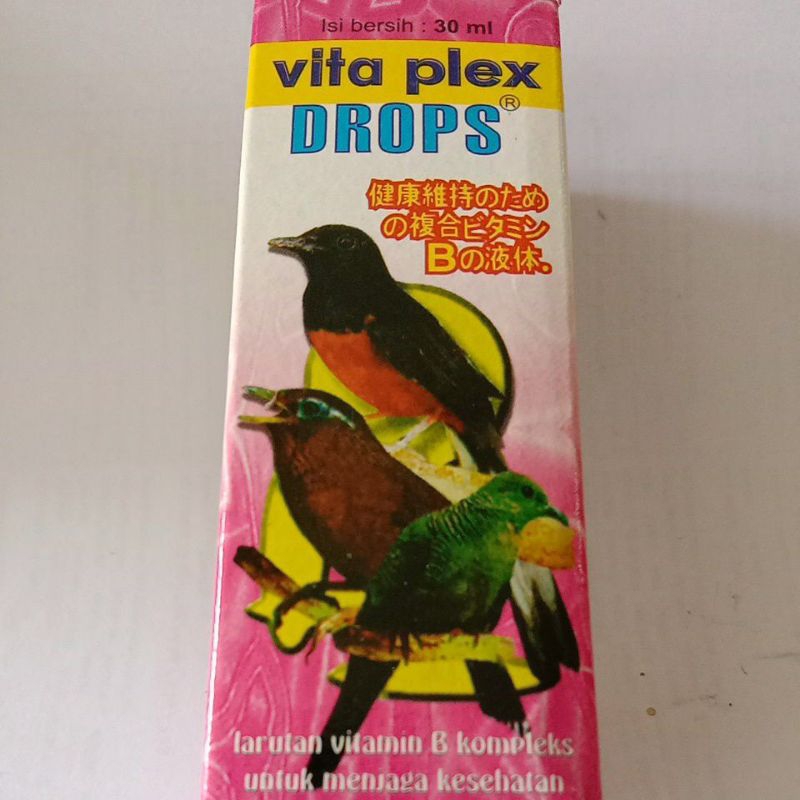 Isi bersih : 30 ml
vita plex
DROPS®
健康維持のため
の複合ビタミン
Bの液体.
larutan vitamin B kompleks
untuk menjaga kesehatan